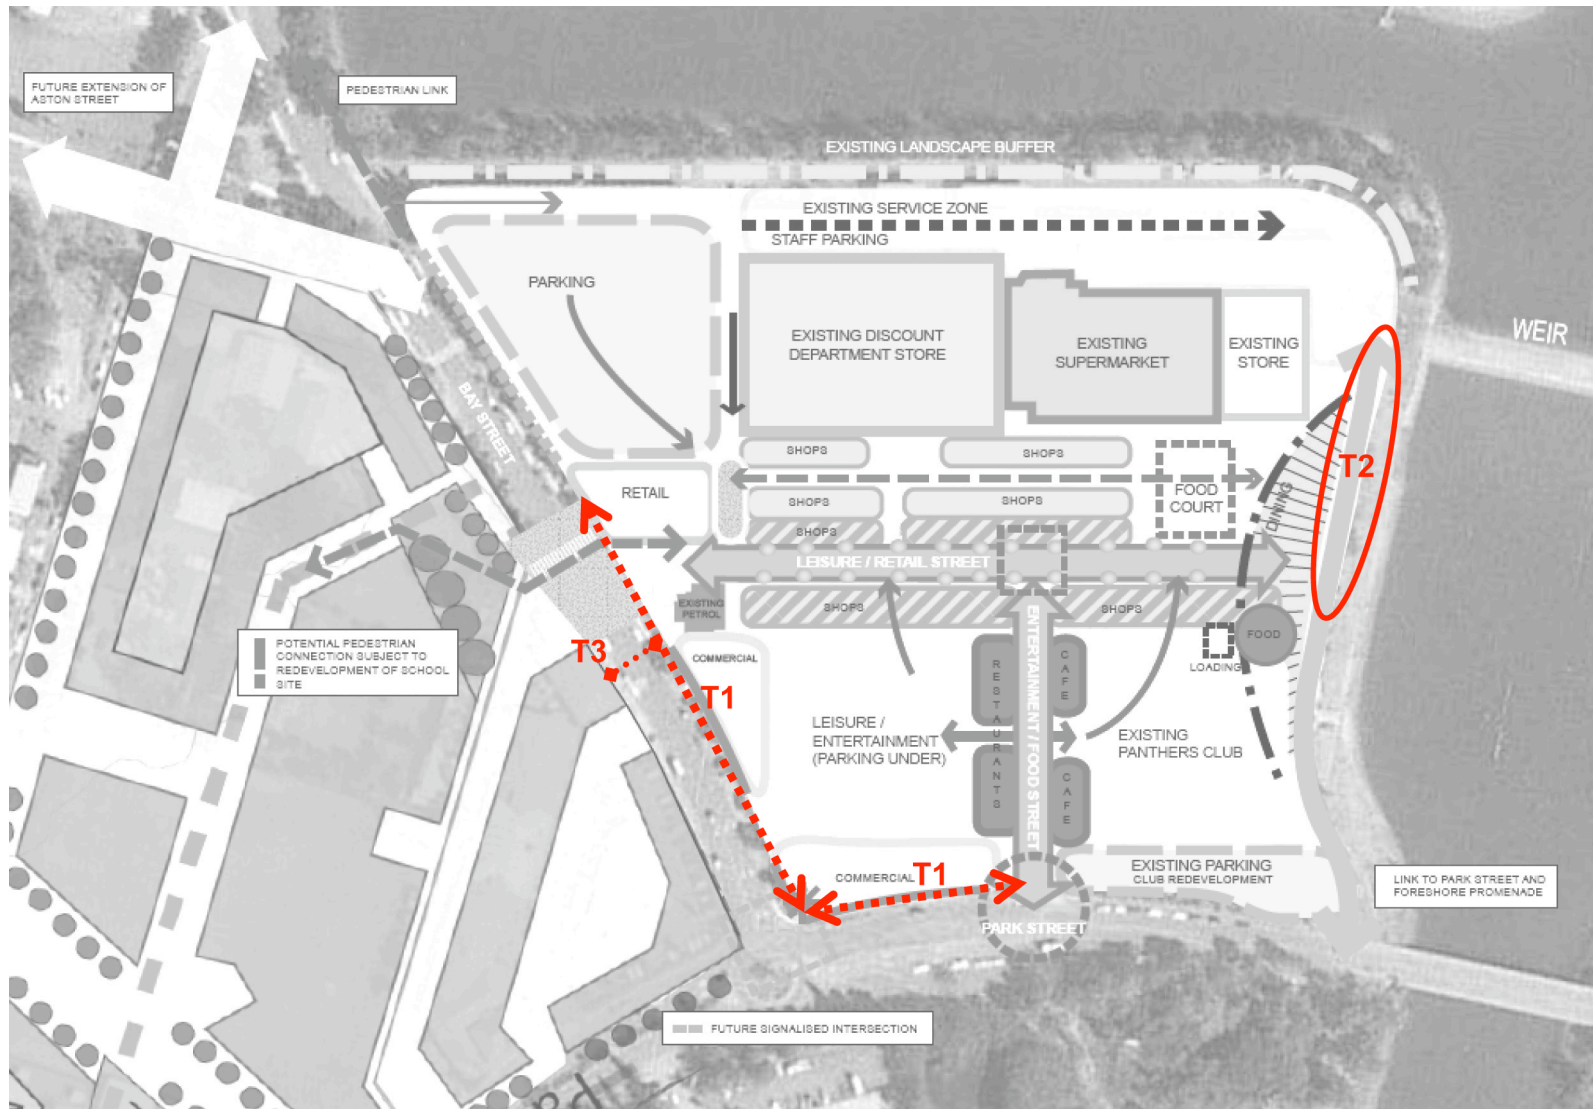 FUTURE EXTENSION OF
ASTON STREET
PEDESTRIAN LINK
EXISTING LANDSCAPE BUFFER
EXISTING SERVICE ZONE
STAFF PARKING
PARKING
EXISTING DISCOUNT
DEPARTMENT STORE
EXISTING
SUPERMARKET
EXISTING
STORE
WEIR
BAY STREET
SHOPS
SHOPS
T2
RETAIL
SHOPS
SHOPS
FOOD
COURT
DINING
SHOPS
SHOPS
LEISURE / RETAIL STREET
EXISTING
PETROL
SHOPS
SHOPS
FOOD
LOADING
POTENTIAL PEDESTRIAN
CONNECTION SUBJECT TO
REDEVELOPMENT OF SCHOOL
SITE
T3
COMMERCIAL
T1
RESTAURANTS
CAFE
ENTERTAINMENT / FOOD STREET
LEISURE /
ENTERTAINMENT
(PARKING UNDER)
EXISTING
PANTHERS CLUB
CAFE
COMMERCIAL
T1
EXISTING PARKING
CLUB REDEVELOPMENT
LINK TO PARK STREET AND
FORESHORE PROMENADE
PARK STREET
FUTURE SIGNALISED INTERSECTION